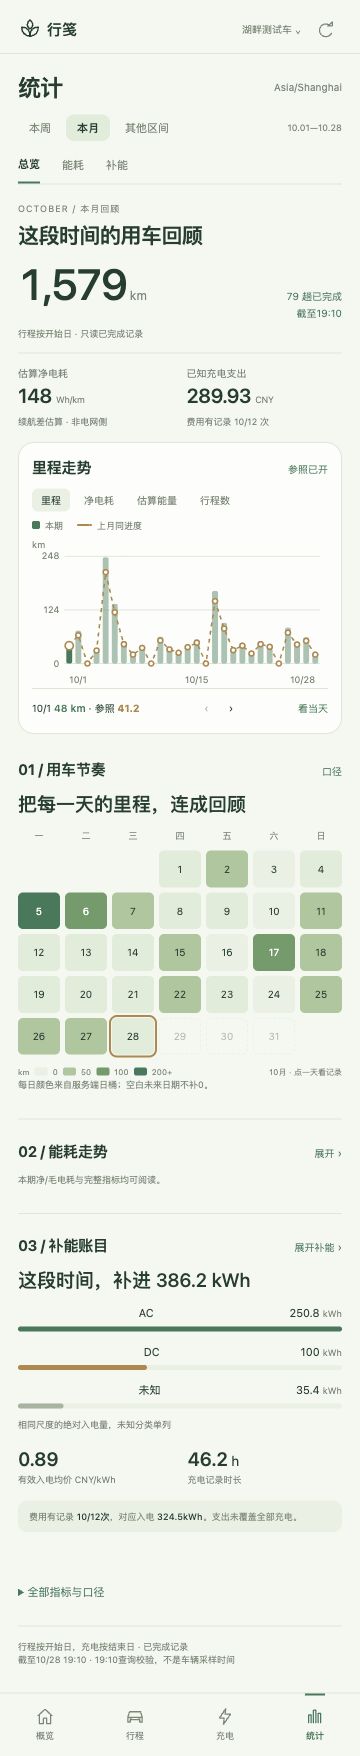 行笺
湖畔测试车
统计
Asia/Shanghai
本周 本月 其他区间 10.01—10.28
总览 能耗 补能
OCTOBER / 本月回顾
这段时间的用车回顾
1,579 km
79 趟已完成
截至19:10
行程按开始日 · 只读已完成记录
估算净电耗 已知充电支出
148 Wh/km 289.93 CNY
续航差估算 · 非电网侧 费用有记录 10/12 次
里程走势 参照已开
里程 净电耗 估算能量 行程数
本期 上月同进度
km
248
124
0
10/1 10/15 10/28
10/1 48 km · 参照 41.2 ‹ › 看当天
01 / 用车节奏 口径
把每一天的里程，连成回顾
一 二 三 四 五 六 日
1 2 3 4
5 6 7 8 9 10 11
12 13 14 15 16 17 18
19 20 21 22 23 24 25
26 27 28 29 30 31
km 0 50 100 200+ 10月 · 点一天看记录
每日颜色来自服务端日桶；空白未来日期不补0。
02 / 能耗走势 展开 ›
本期净/毛电耗与完整指标均可阅读。
03 / 补能账目 展开补能 ›
这段时间，补进 386.2 kWh
AC 250.8 kWh
DC 100 kWh
未知 35.4 kWh
相同尺度的绝对入电量，未知分类单列
0.89 46.2 h
有效入电均价 CNY/kWh 充电记录时长
费用有记录 10/12次，对应入电 324.5kWh。支出未覆盖全部充电。
▶ 全部指标与口径
行程按开始日，充电按结束日 · 已完成记录
截至10/28 19:10 · 19:10查询校验，不是车辆采样时间
概览 行程 充电 统计